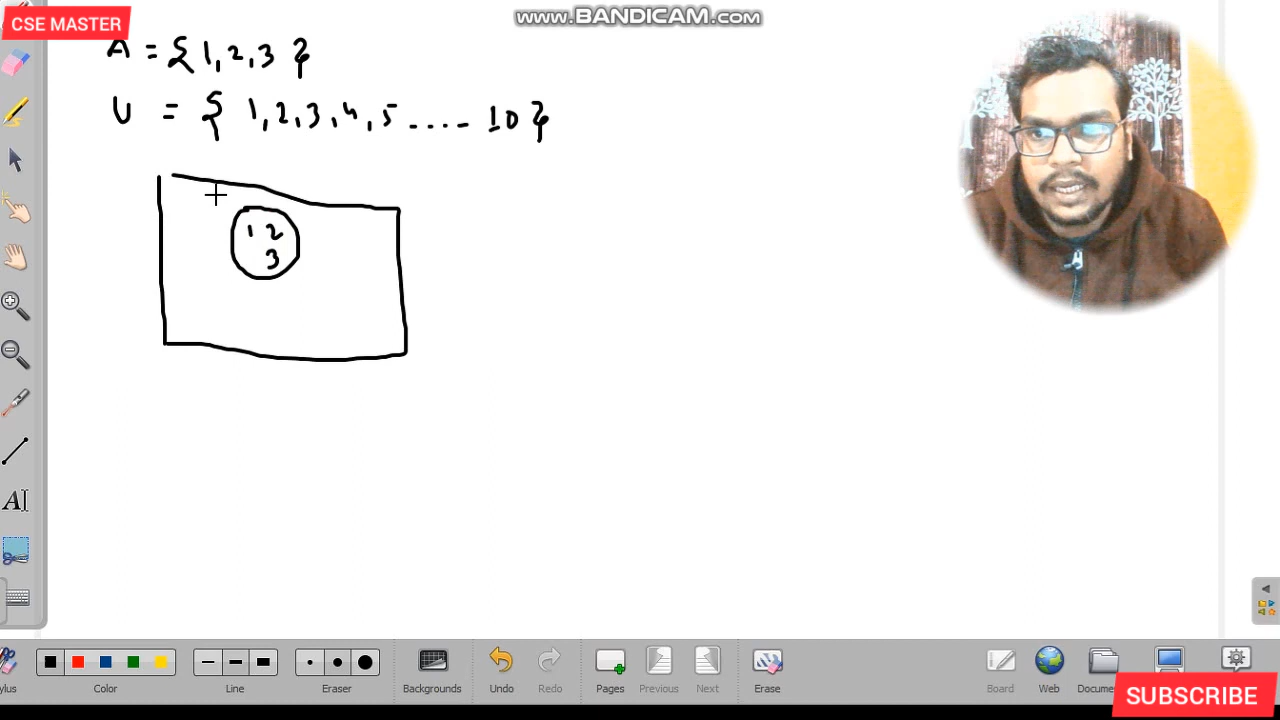 CSE MASTER
www.BANDICAM.com
A = { 1, 2, 3 }
U = { 1, 2, 3, 4, 5 ..... 10 }
1 2
3
Stylus
Color
Line
Eraser
Backgrounds
Undo
Redo
Pages
Previous
Next
Erase
Board
Web
SUBSCRIBE